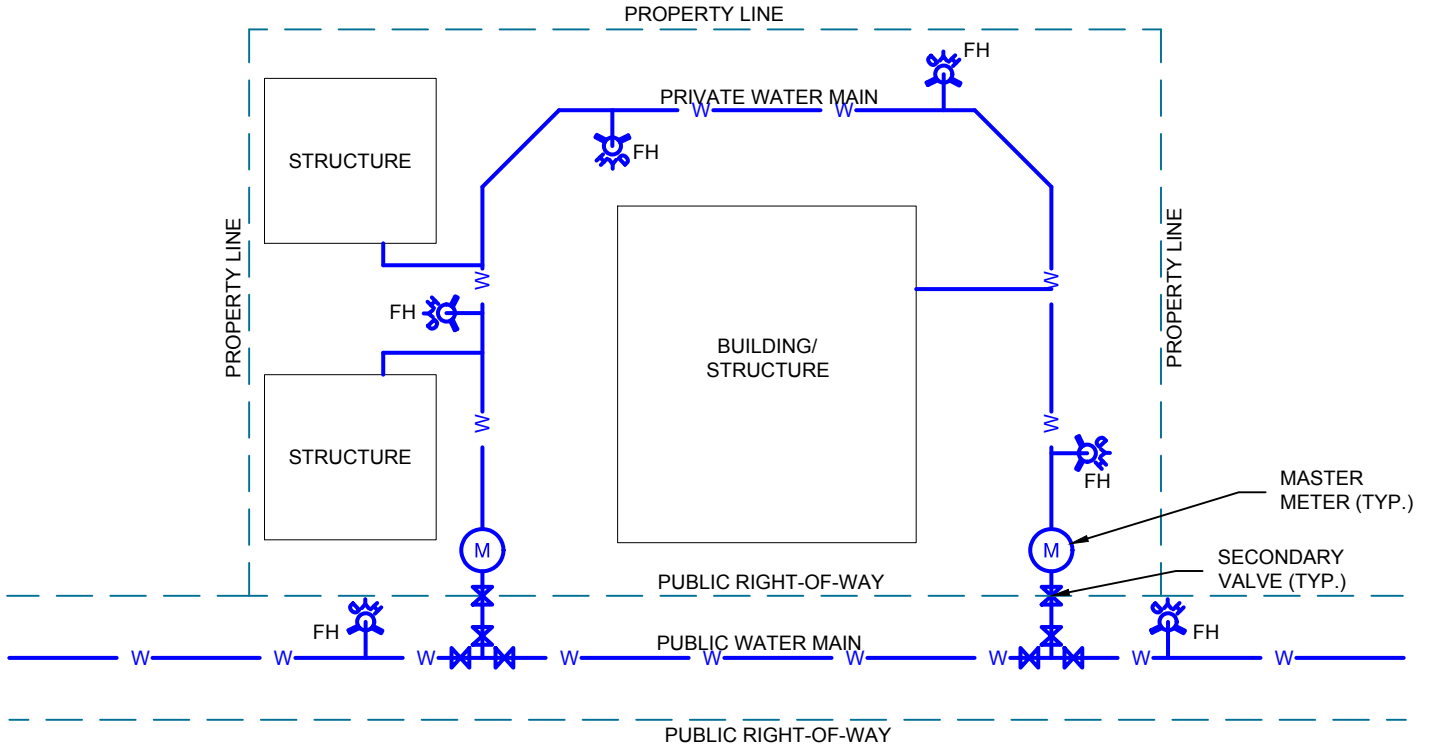 PROPERTY LINE
FH
PRIVATE WATER MAIN
W
W
FH
STRUCTURE
PROPERTY LINE
PROPERTY LINE
W
W
FH
BUILDING/
STRUCTURE
W
W
STRUCTURE
FH
MASTER
METER (TYP.)
M
M
SECONDARY
VALVE (TYP.)
PUBLIC RIGHT-OF-WAY
FH
FH
PUBLIC WATER MAIN
W
W
W
W
W
W
W
W
W
PUBLIC RIGHT-OF-WAY